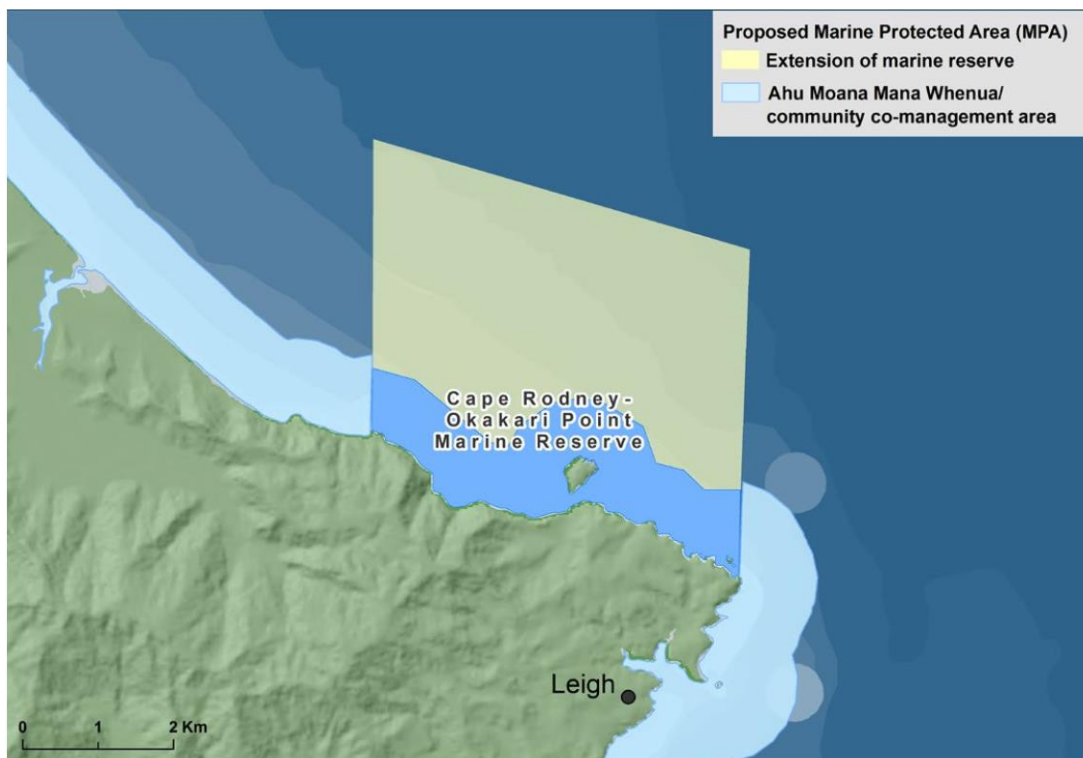 Proposed Marine Protected Area (MPA)
Extension of marine reserve
Ahu Moana Mana Whenua/
community co-management area
Cape Rodney-
Okakari Point
Marine Reserve
Leigh
0 1 2 Km